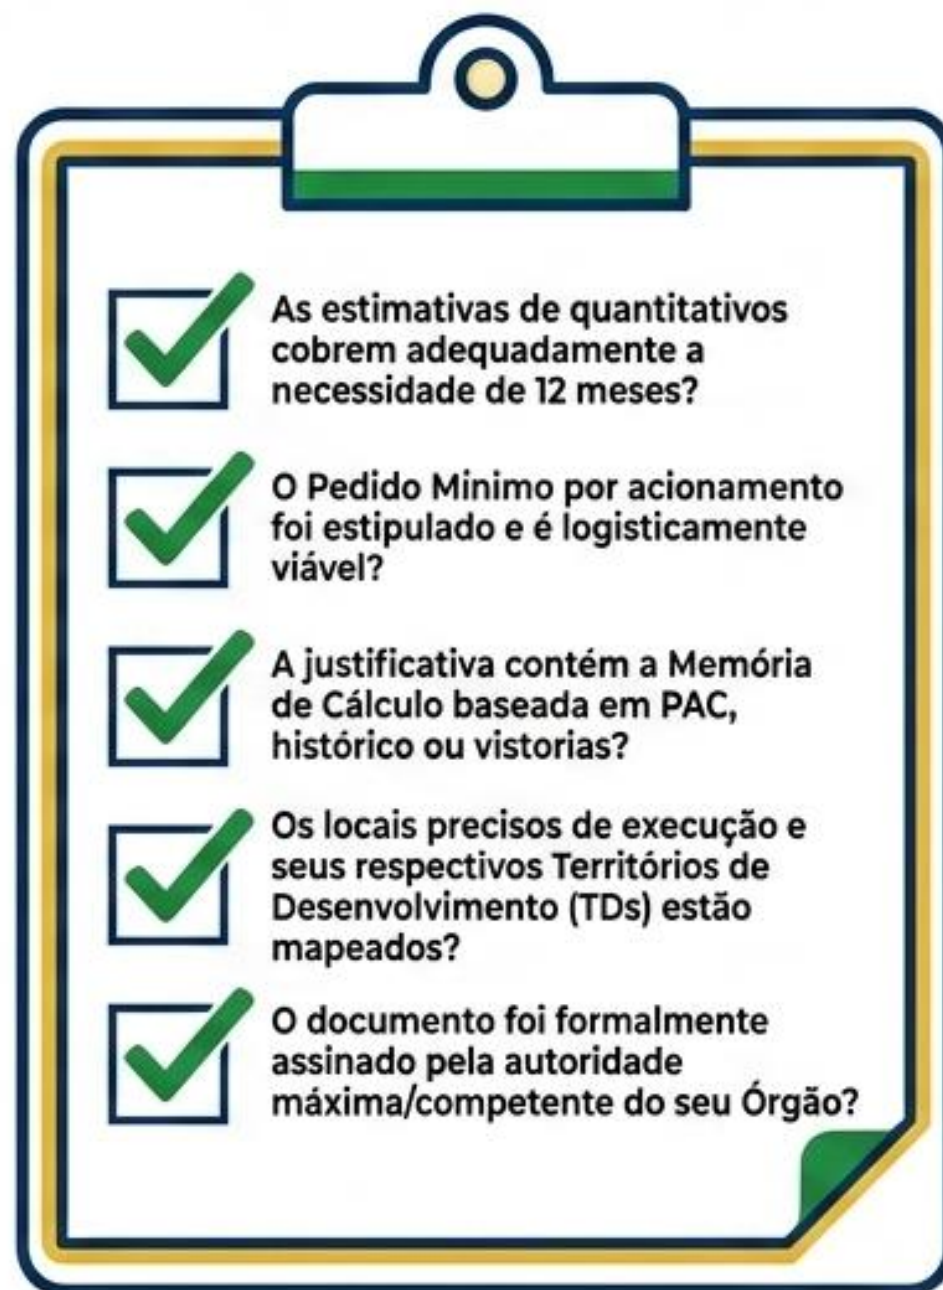 As estimativas de quantitativos
cobrem adequadamente a
necessidade de 12 meses?
O Pedido Mínimo por acionamento
foi estipulado e é logisticamente
viável?
A justificativa contém a Memória
de Cálculo baseada em PAC,
histórico ou vistorias?
Os locais precisos de execução e
seus respectivos Territórios de
Desenvolvimento (TDs) estão
mapeados?
O documento foi formalmente
assinado pela autoridade
máxima/competente do seu Órgão?